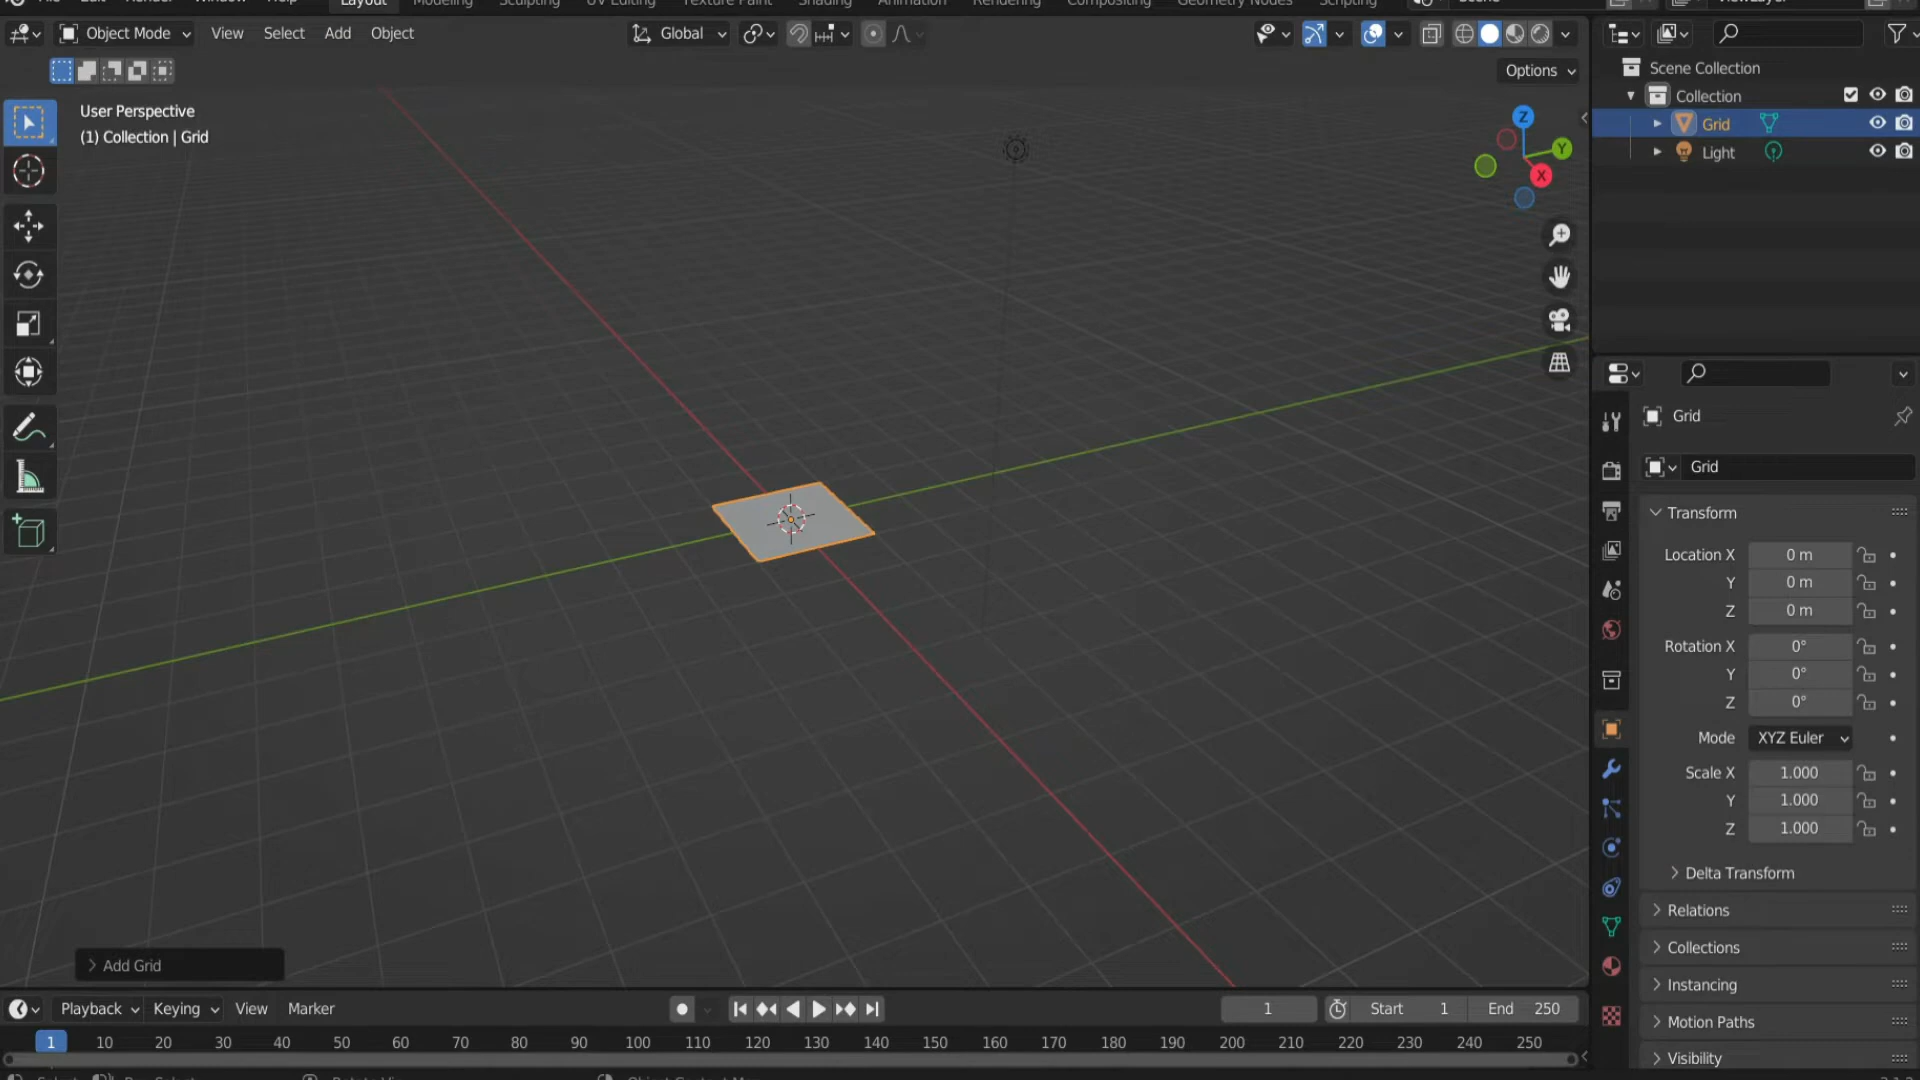 Layout Modeling Sculpting UV Editing Texture Paint Shading Animation Rendering Compositing Geometry Nodes Scripting Scene ViewLayer
Object Mode View Select Add Object Global
Options
User Perspective
(1) Collection | Grid
Z
Y
X
Add Grid
Scene Collection
Collection
Grid
Light
Grid
Grid
Transform
Location X 0 m
Y 0 m
Z 0 m
Rotation X 0°
Y 0°
Z 0°
Mode XYZ Euler
Scale X 1.000
Y 1.000
Z 1.000
Delta Transform
Relations
Collections
Instancing
Motion Paths
Visibility
Playback Keying View Marker 1 Start 1 End 250
1 10 20 30 40 50 60 70 80 90 100 110 120 130 140 150 160 170 180 190 200 210 220 230 240 250